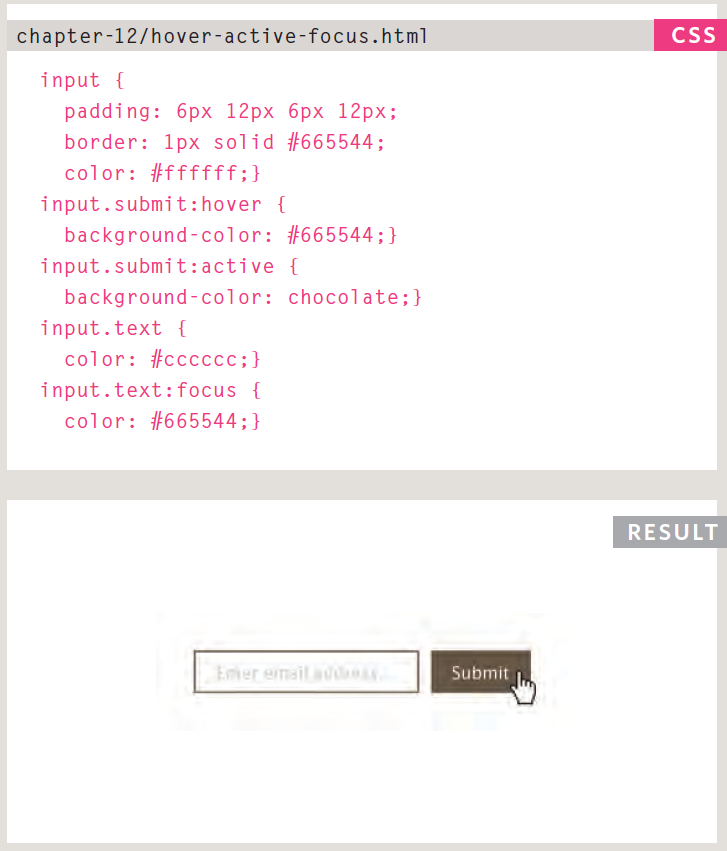 chapter-12/hover-active-focus.html CSS
input {
padding: 6px 12px 6px 12px;
border: 1px solid #665544;
color: #ffffff;}
input.submit:hover {
background-color: #665544;}
input.submit:active {
background-color: chocolate;}
input.text {
color: #cccccc;}
input.text:focus {
color: #665544;}
RESULT
Enter email address... Submit